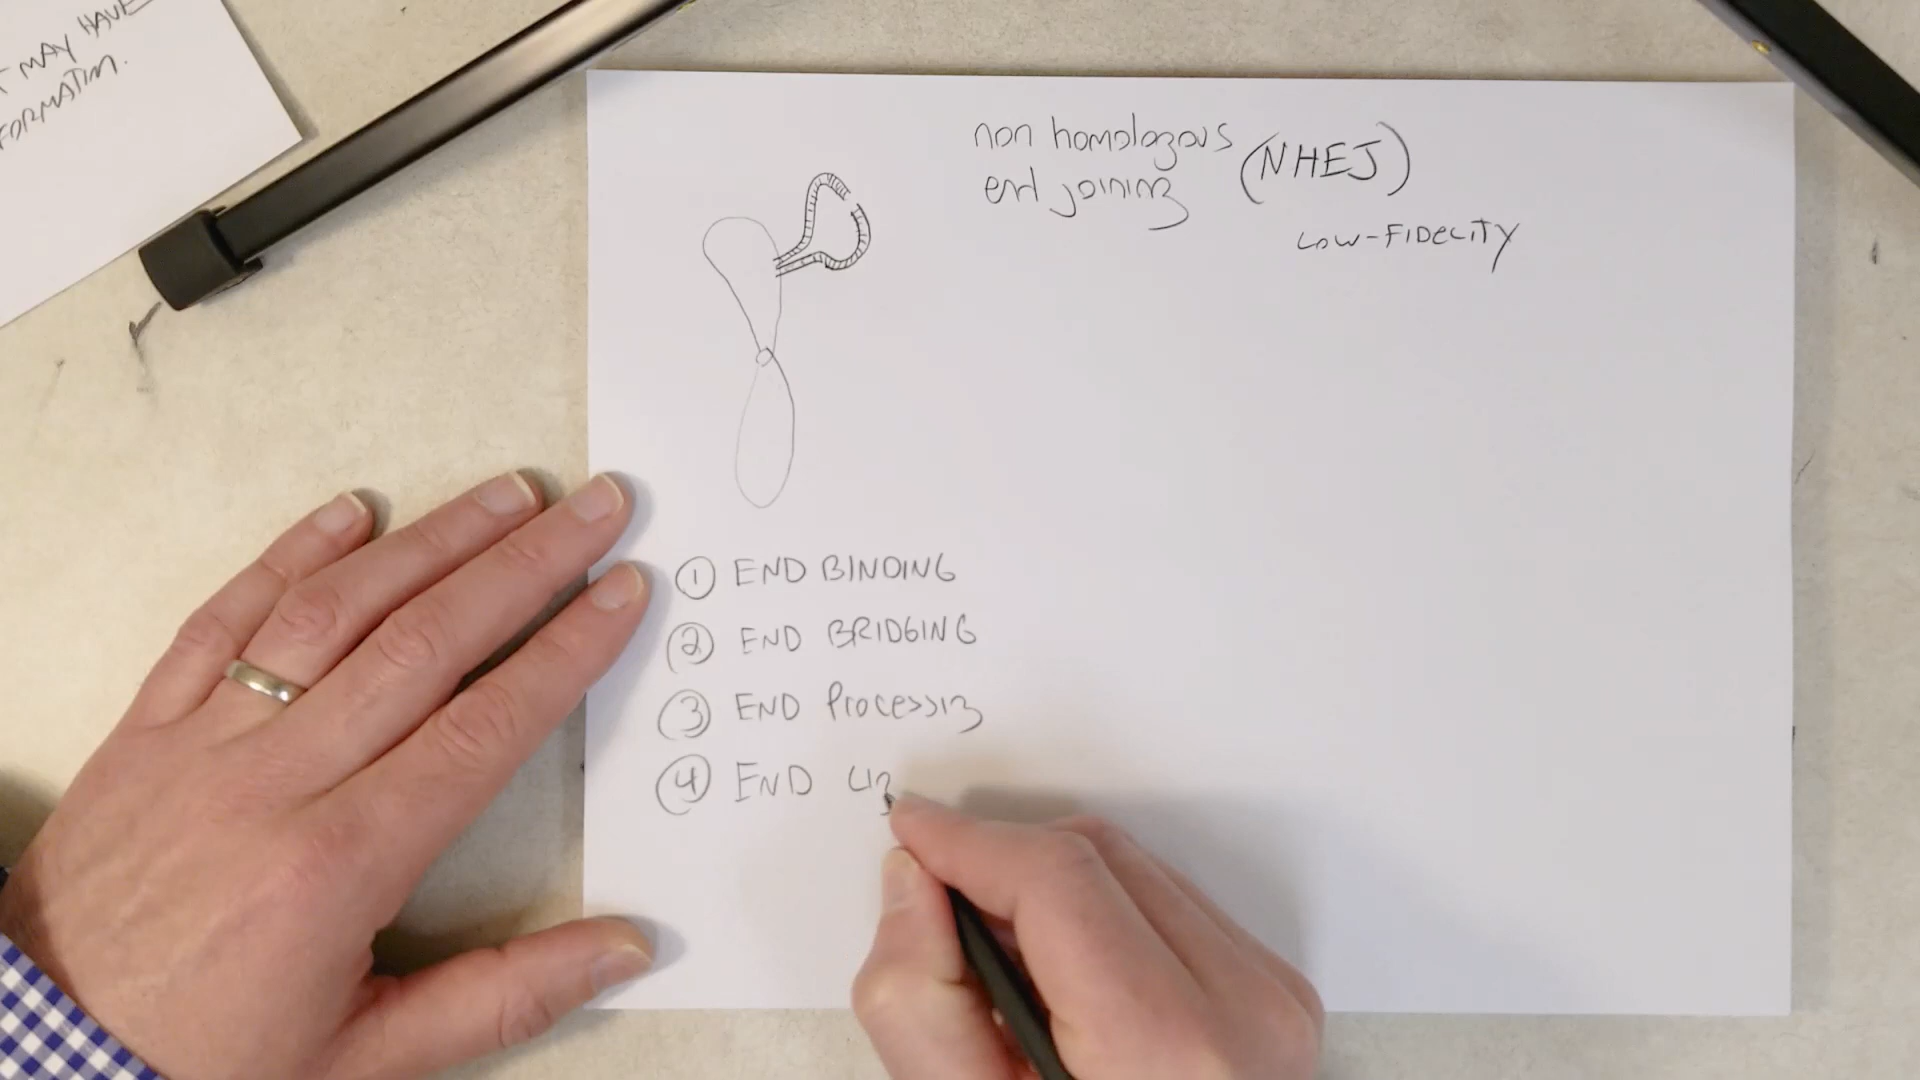 MAY HAVE
FORMATION.
non homologous
end joining
(NHEJ)
LOW-FIDELITY
① END BINDING
② END BRIDGING
③ END Processing
④ END Lig